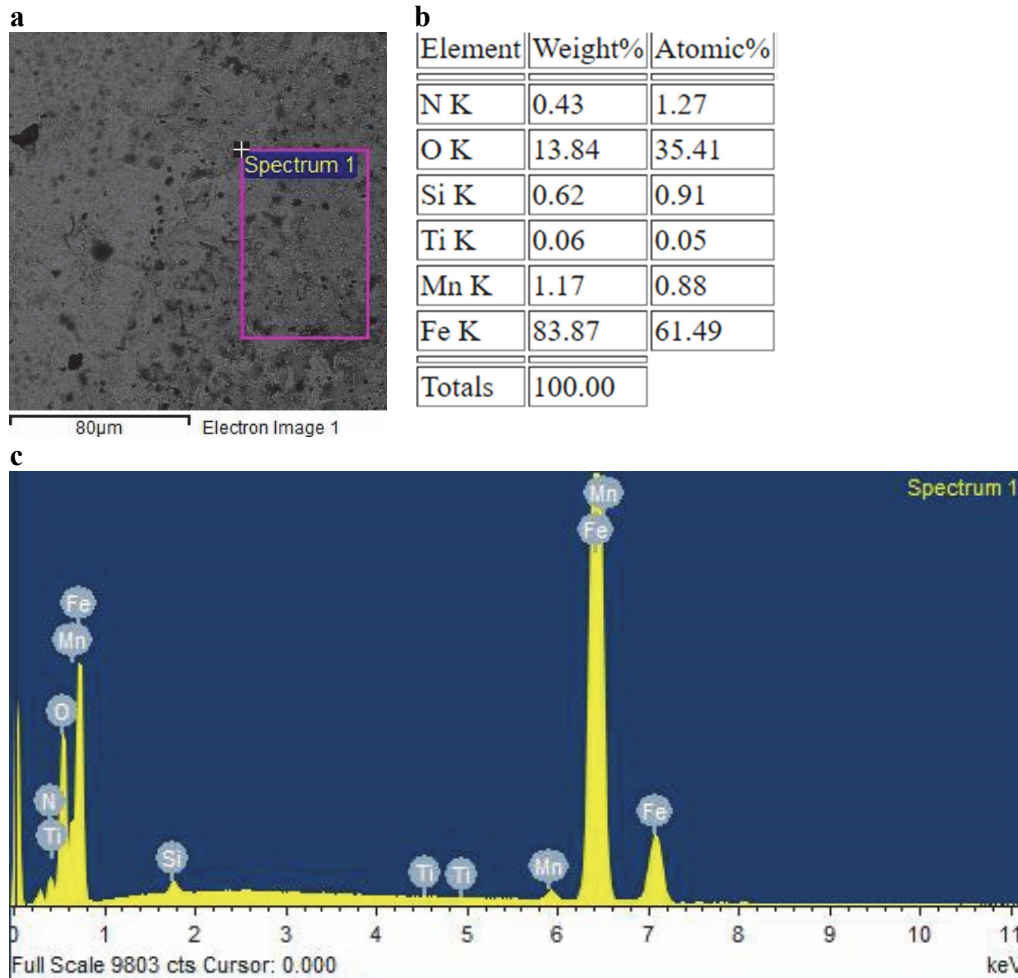 a
Spectrum 1
80µm Electron Image 1
b
Element Weight% Atomic%
N K 0.43 1.27
O K 13.84 35.41
Si K 0.62 0.91
Ti K 0.06 0.05
Mn K 1.17 0.88
Fe K 83.87 61.49
Totals 100.00
c
Spectrum 1
Mn
Fe
Fe
Mn
O
N
Ti
Si
Ti Ti
Mn
Fe
0 1 2 3 4 5 6 7 8 9 10 11
Full Scale 9803 cts Cursor: 0.000 keV